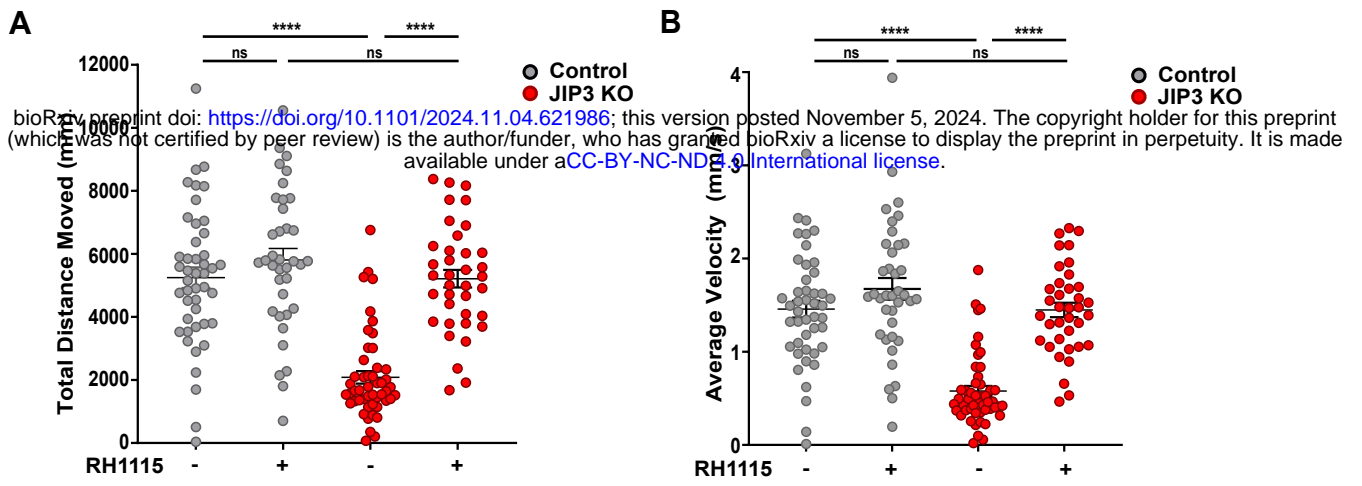 A
B
**** ****
**** ****
ns ns
ns ns
12000
10000
8000
6000
4000
2000
0
Total Distance Moved (mm)
Control
JIP3 KO
4
3
2
1
0
Average Velocity (mm/s)
Control
JIP3 KO
bioRxiv preprint doi: https://doi.org/10.1101/2024.11.04.621986; this version posted November 5, 2024. The copyright holder for this preprint
(which was not certified by peer review) is the author/funder, who has granted bioRxiv a license to display the preprint in perpetuity. It is made
available under aCC-BY-NC-ND 4.0 International license.
RH1115 - + - +
RH1115 - + - +